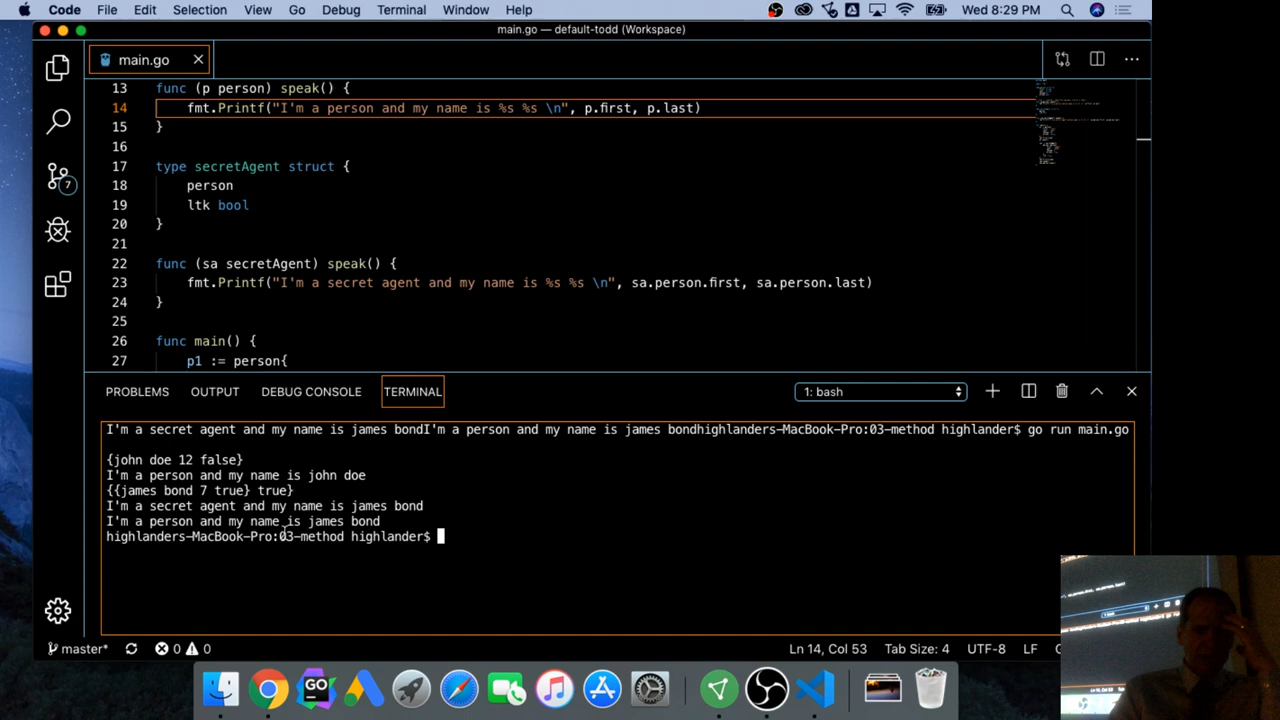 Code File Edit Selection View Go Debug Terminal Window Help Wed 8:29 PM
main.go — default-todd (Workspace)
main.go
13 func (p person) speak() {
14 fmt.Printf("I'm a person and my name is %s %s \n", p.first, p.last)
15 }
16
17 type secretAgent struct {
18 person
19 ltk bool
20 }
21
22 func (sa secretAgent) speak() {
23 fmt.Printf("I'm a secret agent and my name is %s %s \n", sa.person.first, sa.person.last)
24 }
25
26 func main() {
27 p1 := person{
7
PROBLEMS OUTPUT DEBUG CONSOLE TERMINAL 1: bash
I'm a secret agent and my name is james bondI'm a person and my name is james bondhighlanders-MacBook-Pro:03-method highlander$ go run main.go
{john doe 12 false}
I'm a person and my name is john doe
{{james bond 7 true} true}
I'm a secret agent and my name is james bond
I'm a person and my name is james bond
highlanders-MacBook-Pro:03-method highlander$
master* 0 0 Ln 14, Col 53 Tab Size: 4 UTF-8 LF
GO